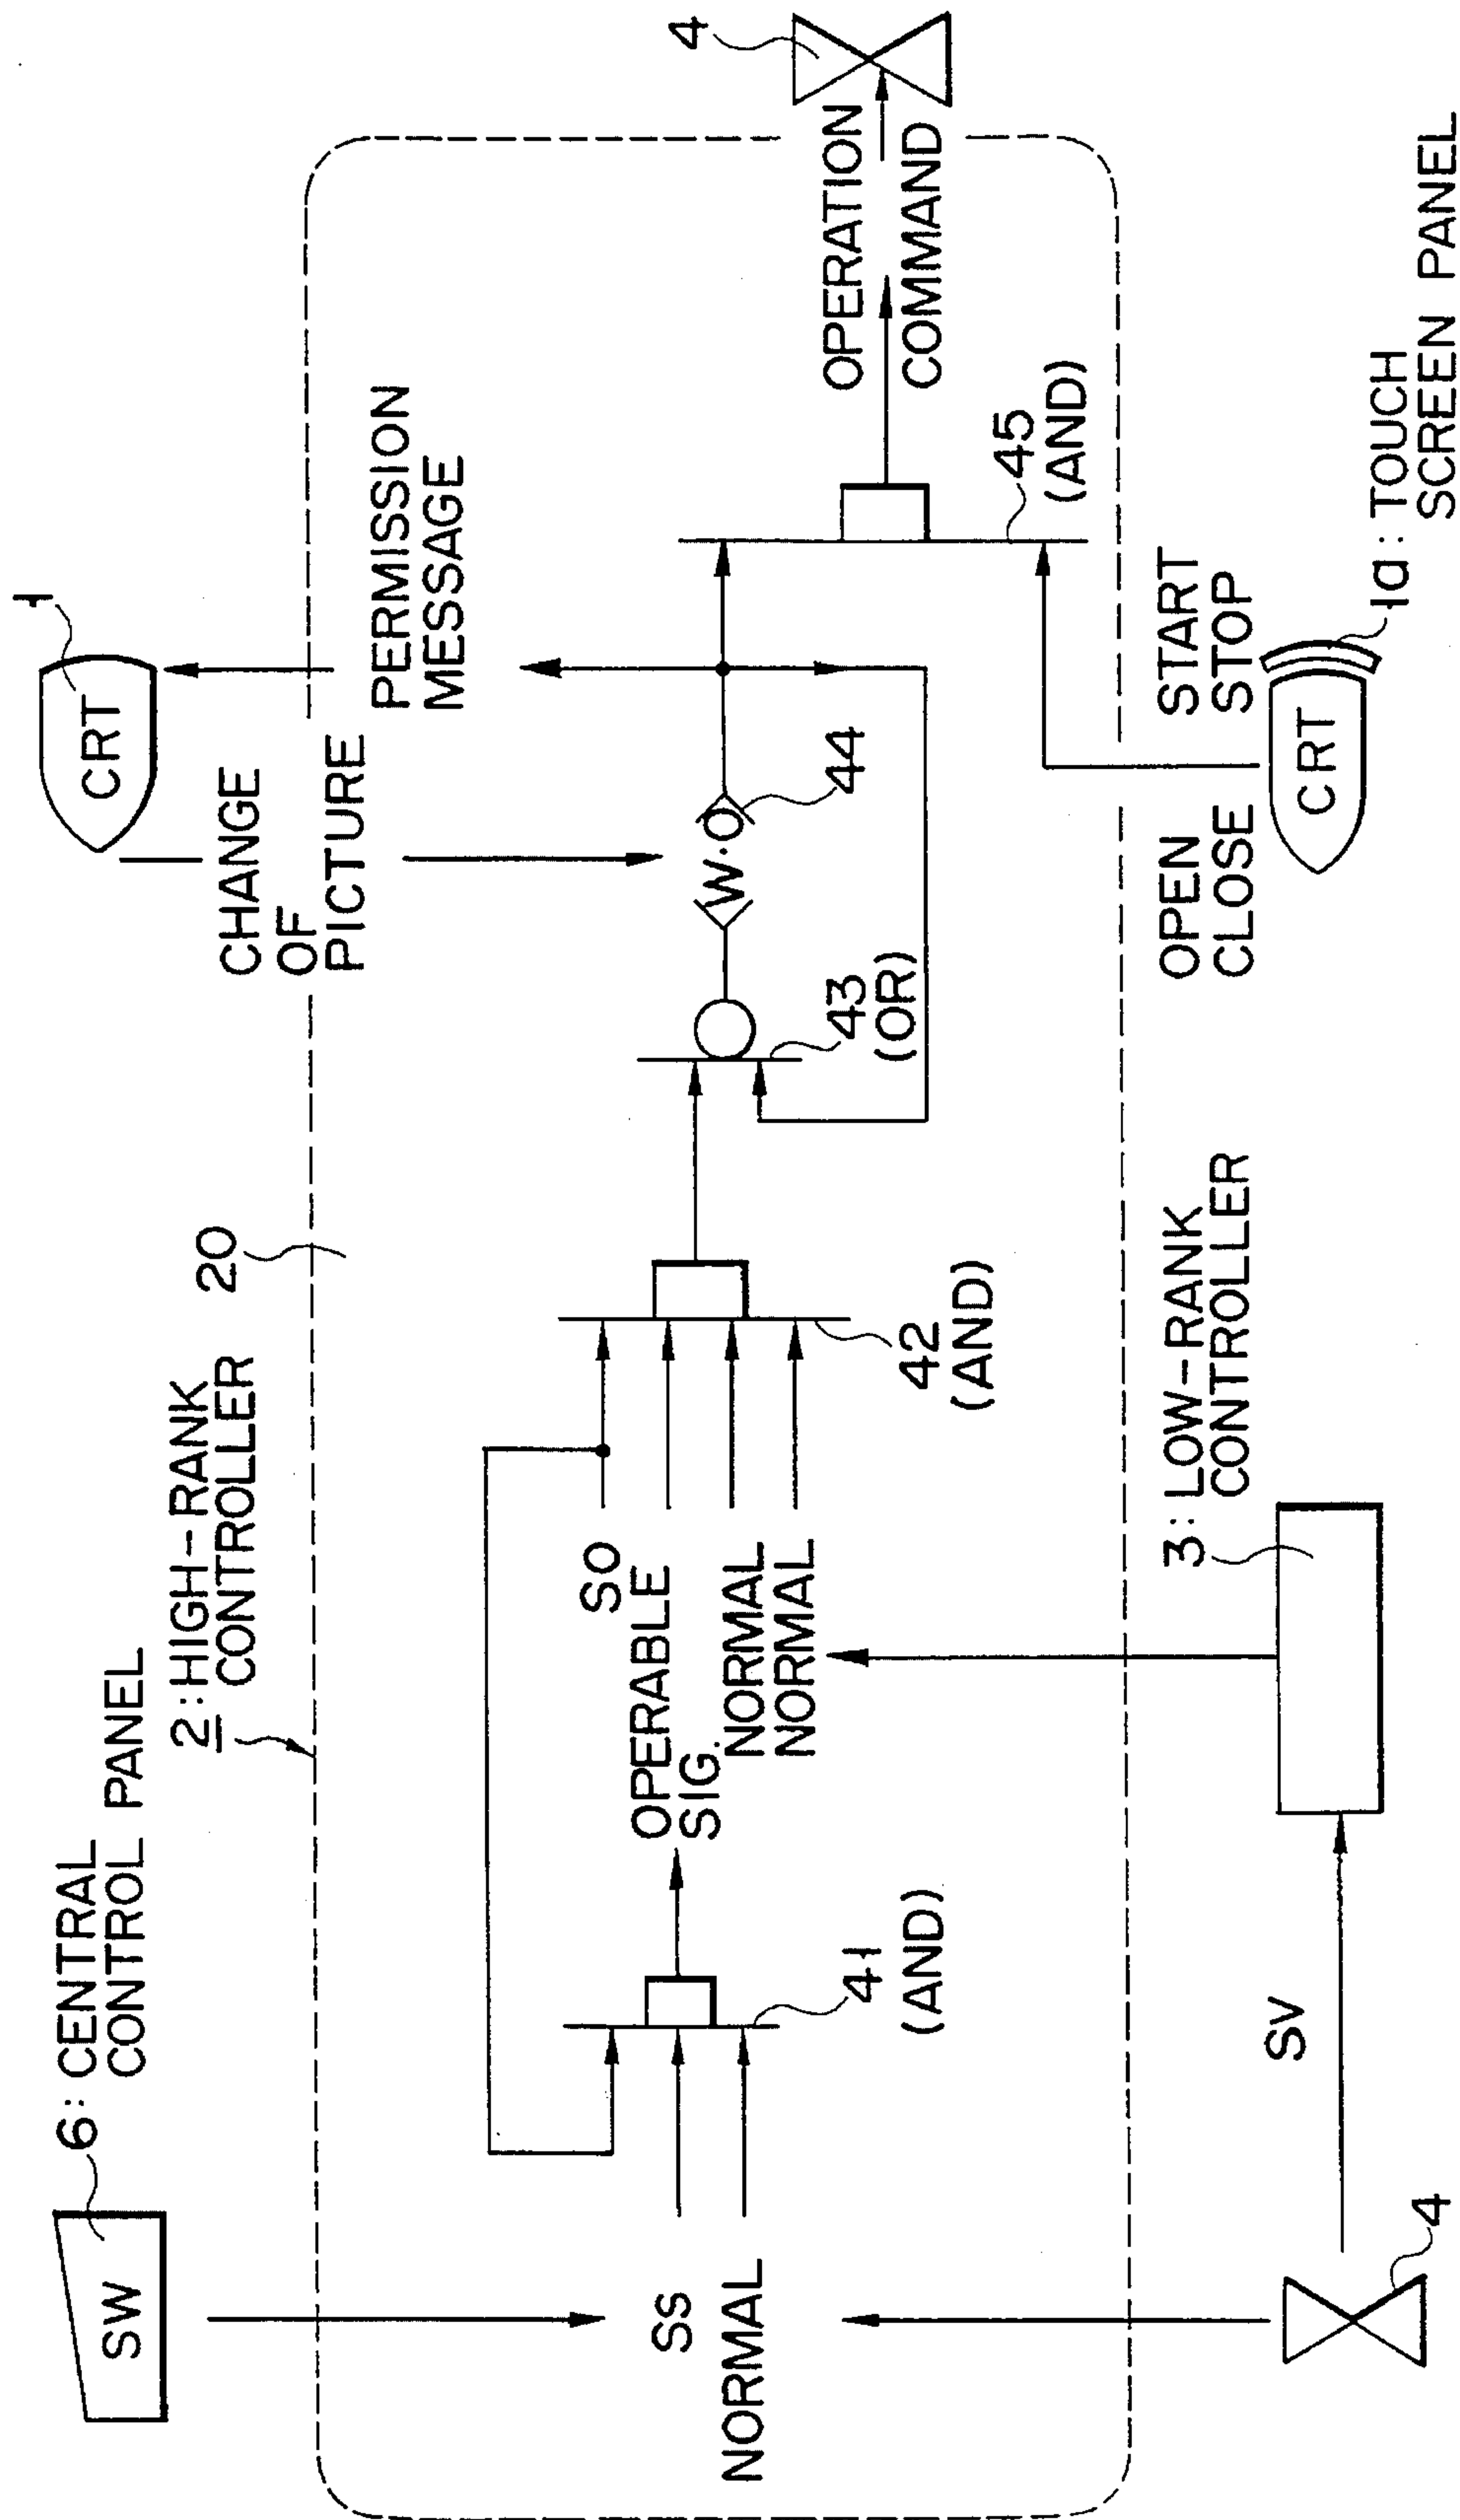 6: CENTRAL
CONTROL PANEL
SW
2: HIGH-RANK
CONTROLLER
20
CRT
1
CHANGE
OF
PICTURE
PERMISSION
MESSAGE
SS
NORMAL
41
(AND)
SO
OPERABLE
SIG.
NORMAL
NORMAL
42
(AND)
43
(OR)
W·O
44
45
(AND)
OPERATION
COMMAND
4
4
SV
3: LOW-RANK
CONTROLLER
OPEN
CLOSE
START
STOP
CRT
1a: TOUCH
SCREEN PANEL